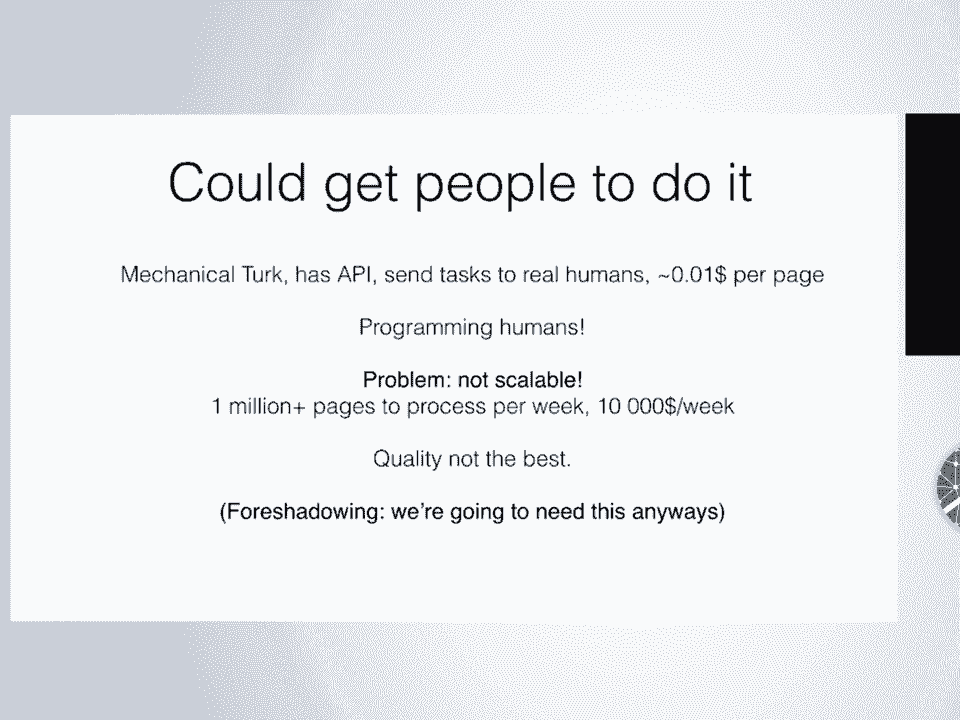 Could get people to do it
Mechanical Turk, has API, send tasks to real humans, ~0.01$ per page
Programming humans!
Problem: not scalable!
1 million+ pages to process per week, 10 000$/week
Quality not the best.
(Foreshadowing: we're going to need this anyways)